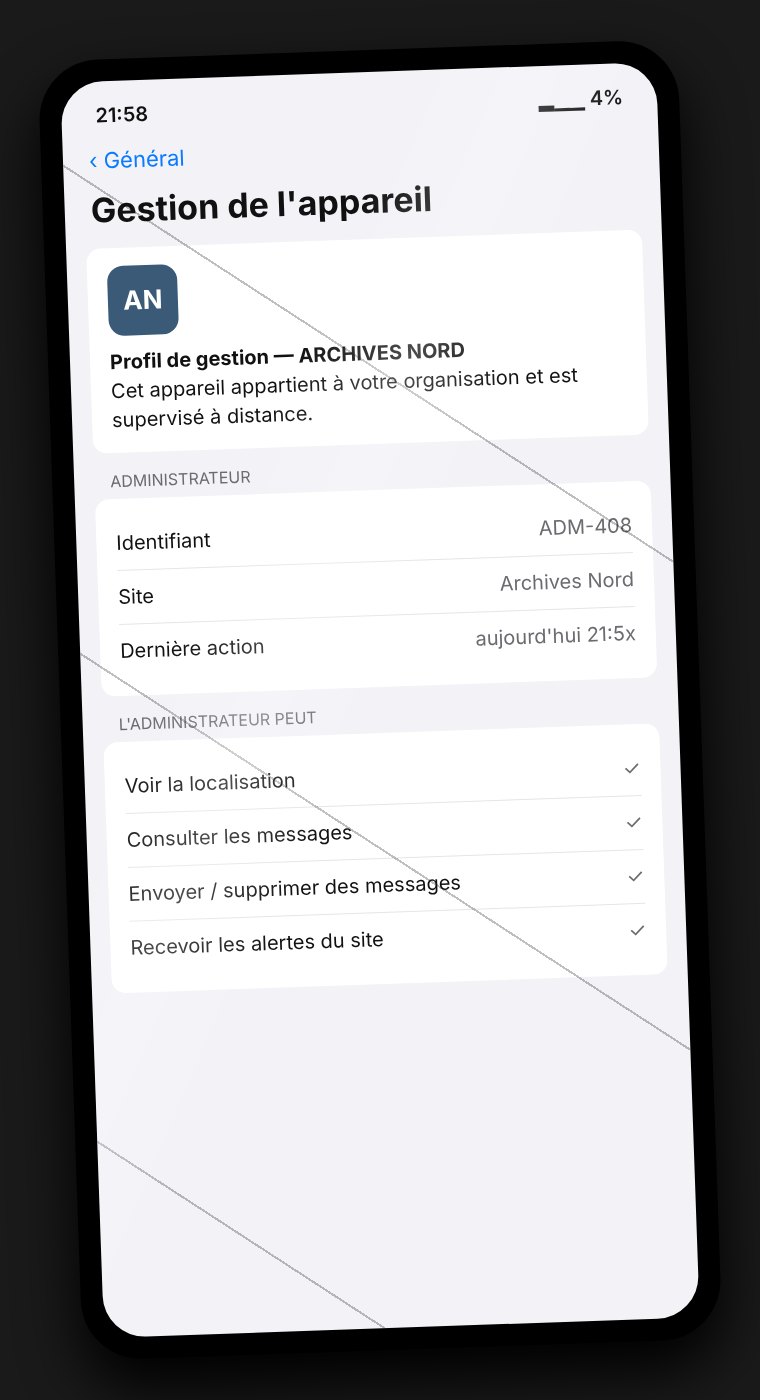 21:58
4%
‹ Général
Gestion de l'appareil
AN
Profil de gestion — ARCHIVES NORD
Cet appareil appartient à votre organisation et est
supervisé à distance.
ADMINISTRATEUR
Identifiant ADM-408
Site Archives Nord
Dernière action aujourd'hui 21:5x
L'ADMINISTRATEUR PEUT
Voir la localisation ✓
Consulter les messages ✓
Envoyer / supprimer des messages ✓
Recevoir les alertes du site ✓